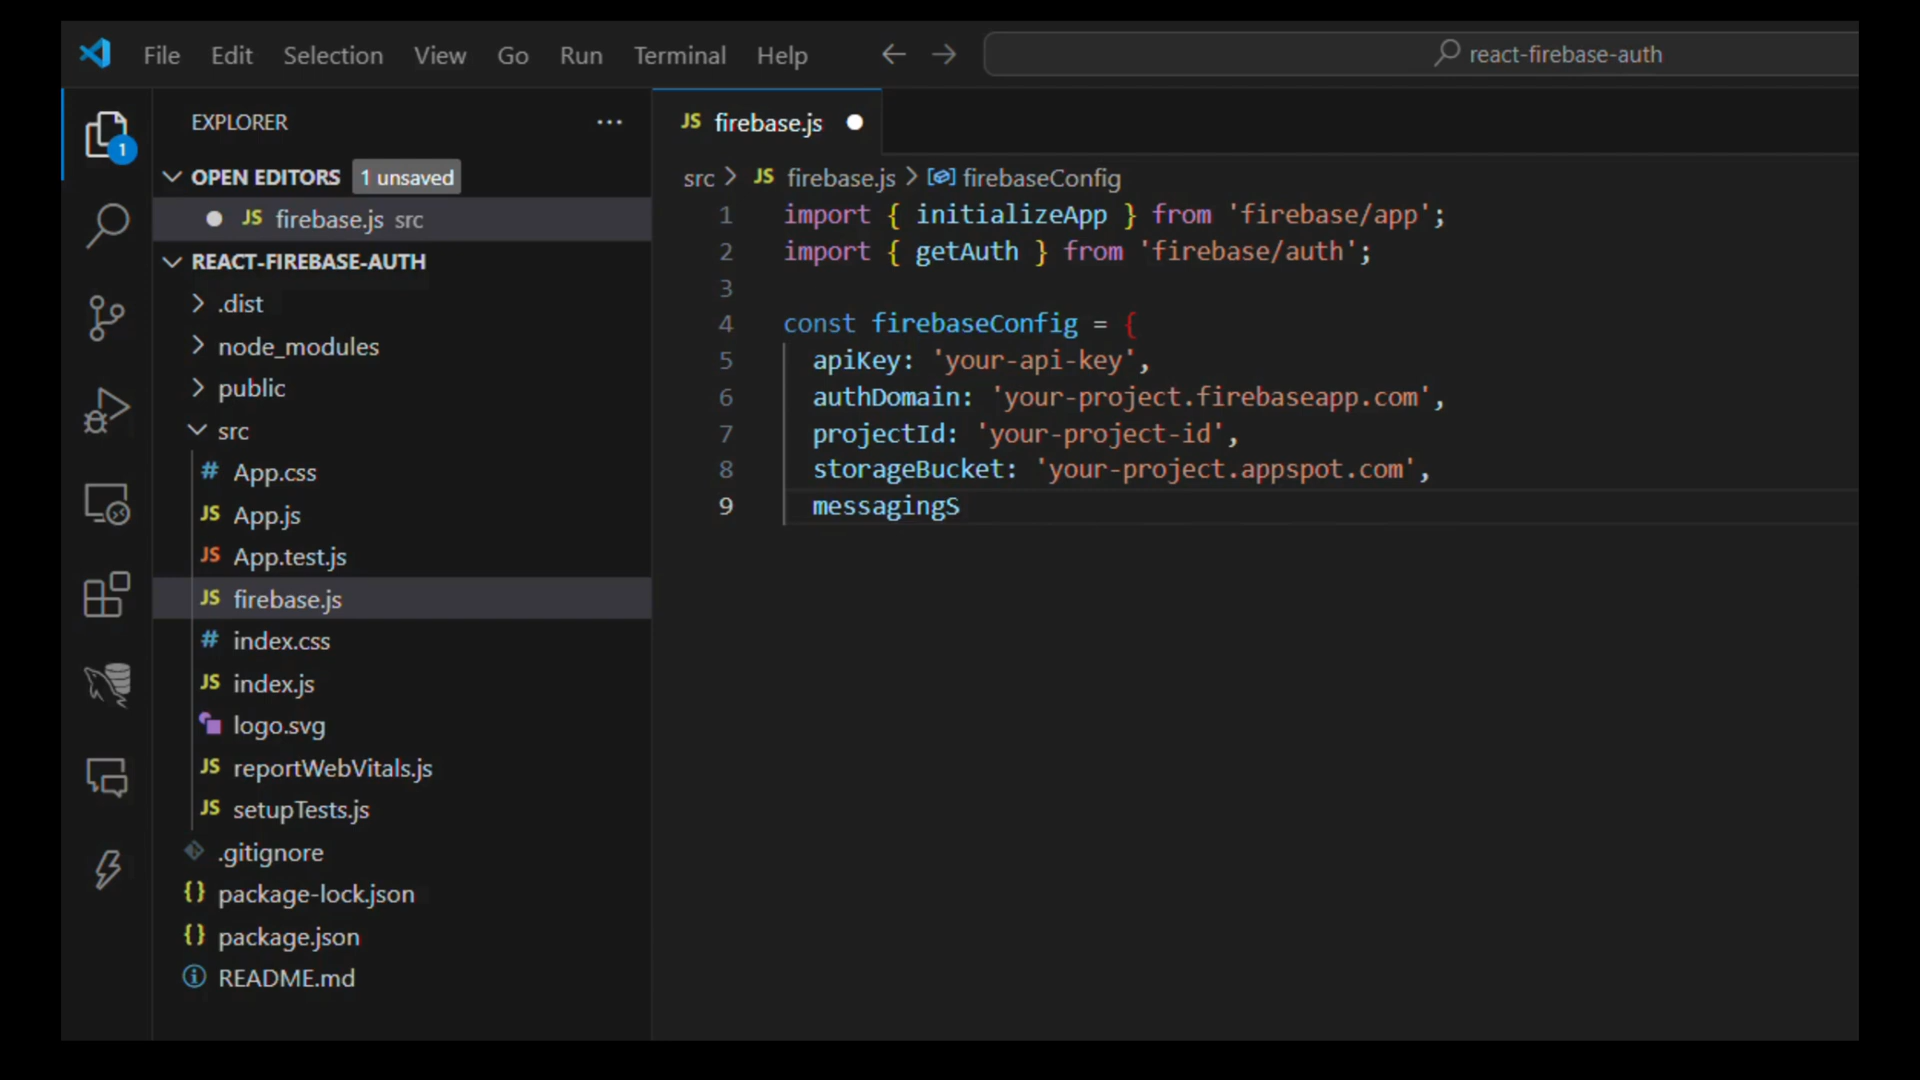 File Edit Selection View Go Run Terminal Help
react-firebase-auth
1
EXPLORER
OPEN EDITORS 1 unsaved
JS firebase.js src
REACT-FIREBASE-AUTH
.dist
node_modules
public
src
# App.css
JS App.js
JS App.test.js
JS firebase.js
# index.css
JS index.js
logo.svg
JS reportWebVitals.js
JS setupTests.js
.gitignore
{} package-lock.json
{} package.json
README.md
JS firebase.js
src > JS firebase.js > firebaseConfig
1 import { initializeApp } from 'firebase/app';
2 import { getAuth } from 'firebase/auth';
3
4 const firebaseConfig = {
5 apiKey: 'your-api-key',
6 authDomain: 'your-project.firebaseapp.com',
7 projectId: 'your-project-id',
8 storageBucket: 'your-project.appspot.com',
9 messagingS